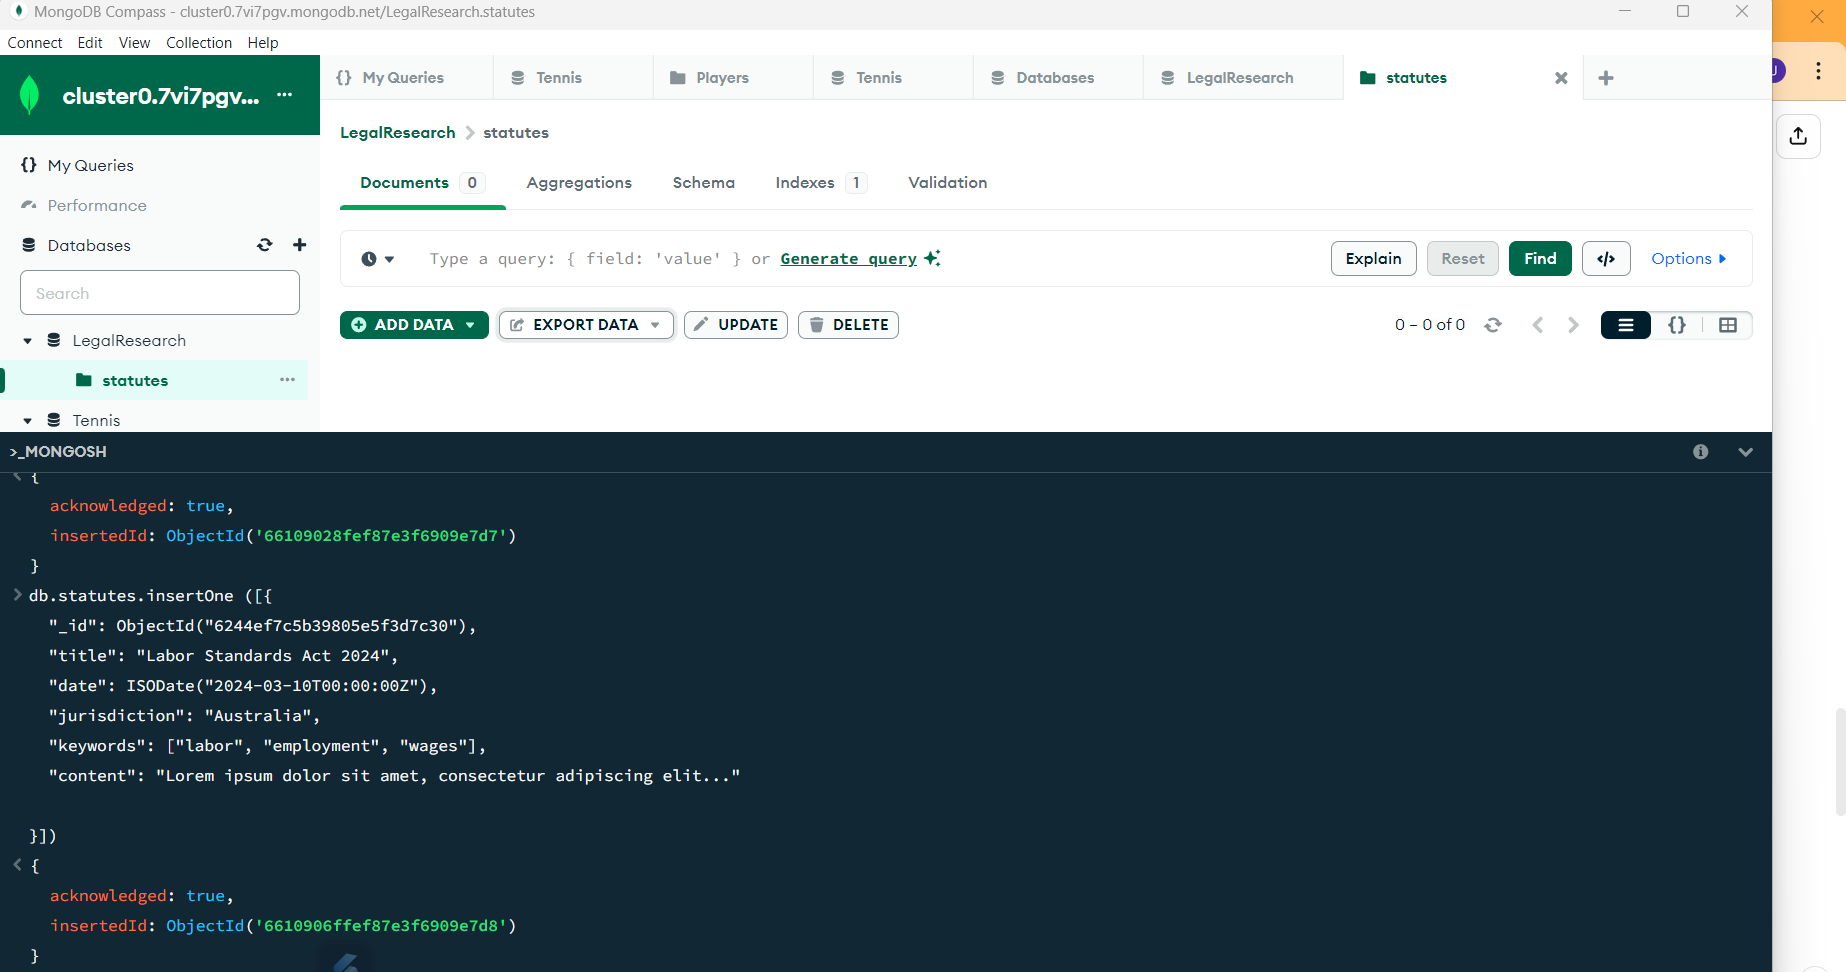 MongoDB Compass - cluster0.7vi7pgv.mongodb.net/LegalResearch.statutes
Connect Edit View Collection Help
cluster0.7vi7pgv... ...
{} My Queries Tennis Players Tennis Databases LegalResearch statutes
J
LegalResearch > statutes
{} My Queries
Documents 0 Aggregations Schema Indexes 1 Validation
Performance
Databases
Type a query: { field: 'value' } or Generate query
Explain Reset Find </> Options
Search
ADD DATA EXPORT DATA UPDATE DELETE
0 – 0 of 0
{}
LegalResearch
statutes ...
Tennis
>_MONGOSH
{
acknowledged: true,
insertedId: ObjectId('66109028fef87e3f6909e7d7')
}
> db.statutes.insertOne ([{
"_id": ObjectId("6244ef7c5b39805e5f3d7c30"),
"title": "Labor Standards Act 2024",
"date": ISODate("2024-03-10T00:00:00Z"),
"jurisdiction": "Australia",
"keywords": ["labor", "employment", "wages"],
"content": "Lorem ipsum dolor sit amet, consectetur adipiscing elit..."
}])
< {
acknowledged: true,
insertedId: ObjectId('6610906ffef87e3f6909e7d8')
}